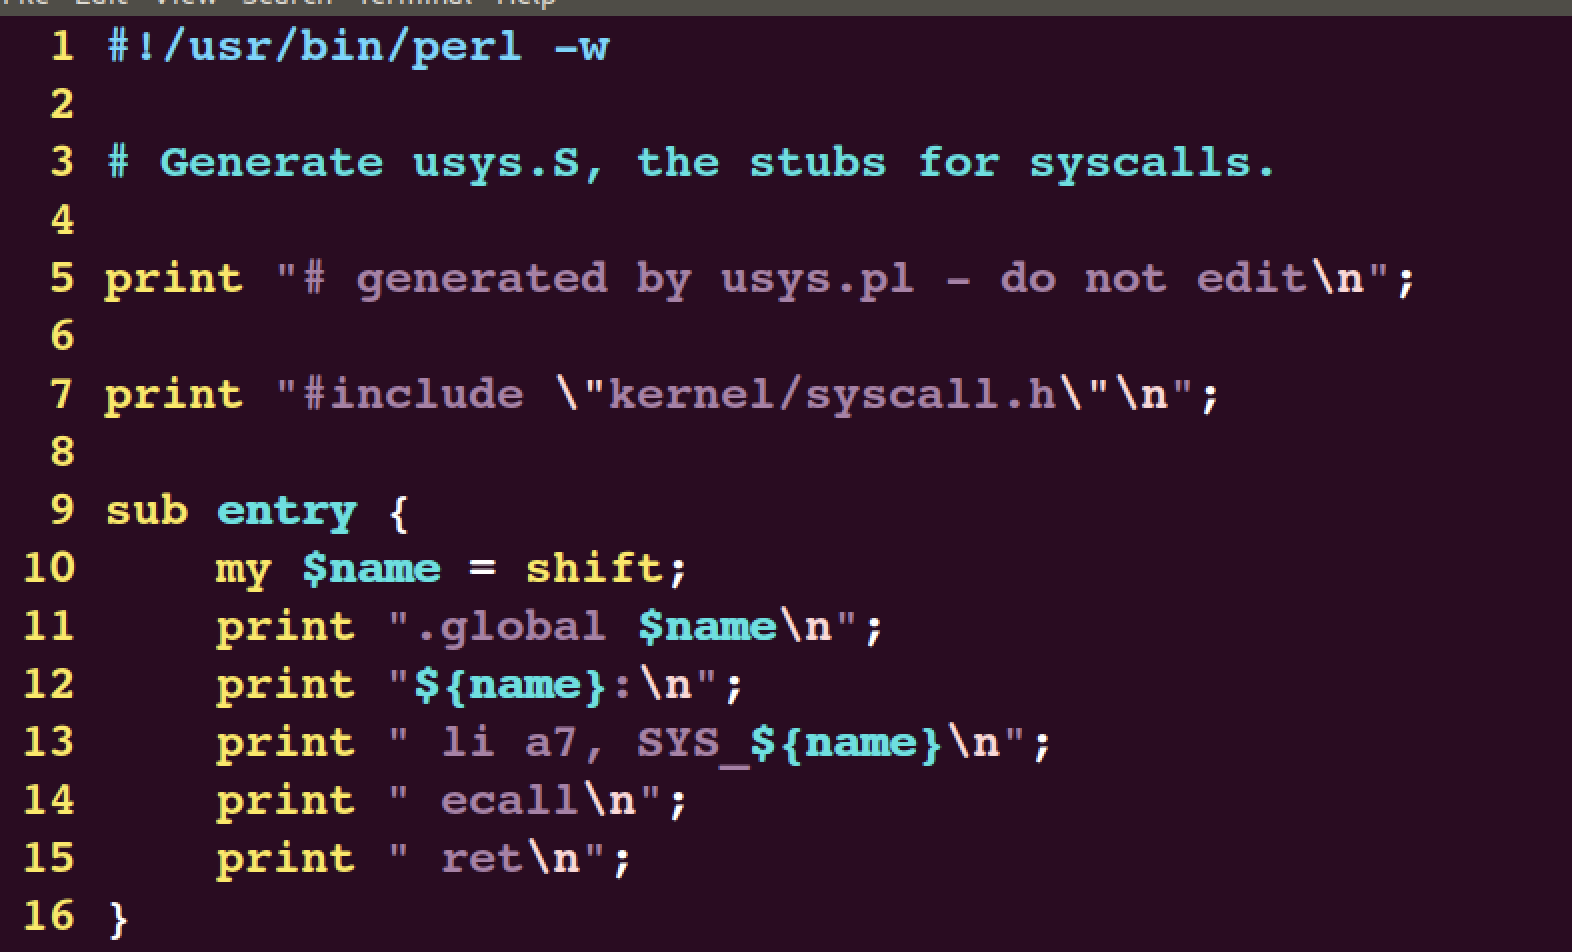 File Edit View Search Terminal Help
1 #!/usr/bin/perl -w
2
3 # Generate usys.S, the stubs for syscalls.
4
5 print "# generated by usys.pl - do not edit\n";
6
7 print "#include \"kernel/syscall.h\"\n";
8
9 sub entry {
10     my $name = shift;
11     print ".global $name\n";
12     print "${name}:\n";
13     print " li a7, SYS_${name}\n";
14     print " ecall\n";
15     print " ret\n";
16 }